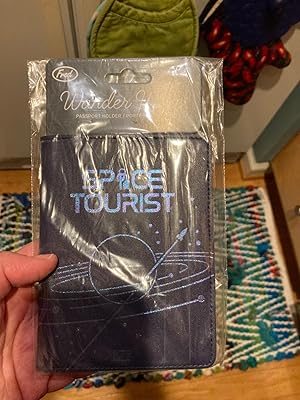 Fred
Wander
PASSPORT HOLDER
SPACE
TOURIST